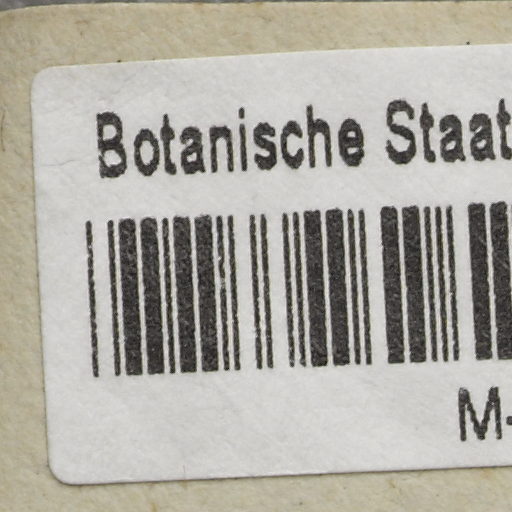 Botanische Staat
M-